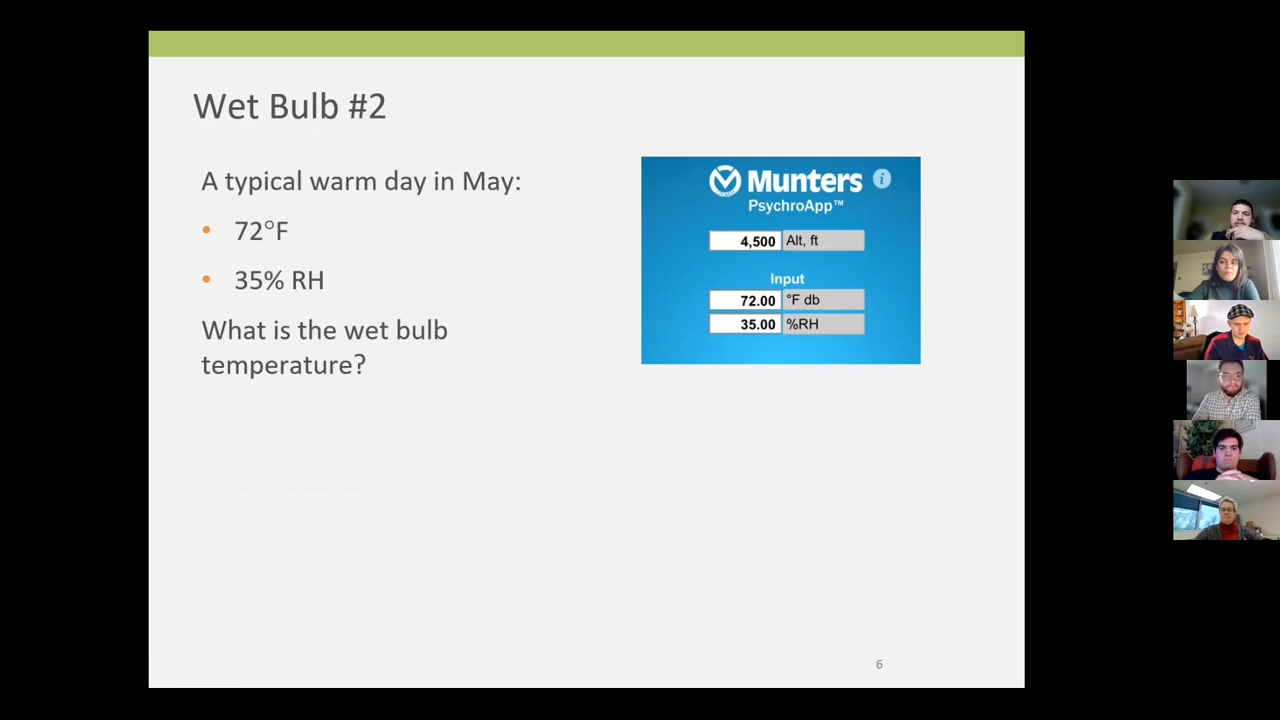 Wet Bulb #2
A typical warm day in May:
• 72°F
• 35% RH
What is the wet bulb
temperature?
Munters
PsychroApp™
i
4,500 Alt, ft
Input
72.00 °F db
35.00 %RH
6